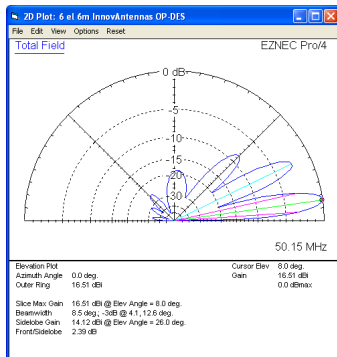 2D Plot: 6 el 6m InnovAntennas OP-DES
File Edit View Options Reset
Total Field
EZNEC Pro/4
0 dB
-5
-10
-15
-20
-30
50.15 MHz
Elevation Plot
Cursor Elev 8.0 deg.
Azimuth Angle 0.0 deg.
Gain 16.51 dBi
Outer Ring 16.51 dBi
0.0 dBmax
Slice Max Gain 16.51 dBi @ Elev Angle = 8.0 deg.
Beamwidth 8.5 deg.; -3dB @ 4.1, 12.6 deg.
Sidelobe Gain 14.12 dBi @ Elev Angle = 26.0 deg.
Front/Sidelobe 2.39 dB